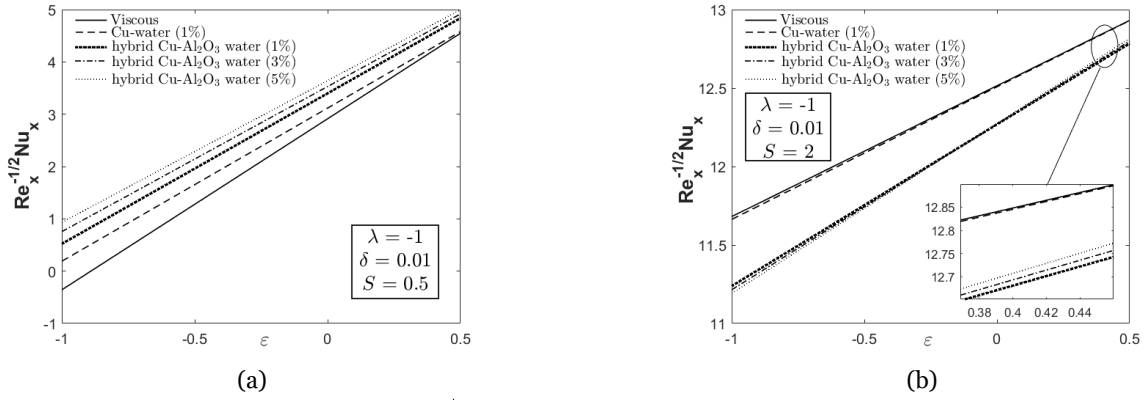 5
4
3
2
1
0
-1
Re_x^{-1/2}Nu_x
Viscous
Cu-water (1%)
hybrid Cu-Al₂O₃ water (1%)
hybrid Cu-Al₂O₃ water (3%)
hybrid Cu-Al₂O₃ water (5%)
λ = -1
δ = 0.01
S = 0.5
-1 -0.5 0 0.5
ε
(a)
13
12.5
12
11.5
11
Re_x^{-1/2}Nu_x
Viscous
Cu-water (1%)
hybrid Cu-Al₂O₃ water (1%)
hybrid Cu-Al₂O₃ water (3%)
hybrid Cu-Al₂O₃ water (5%)
λ = -1
δ = 0.01
S = 2
12.85
12.8
12.75
12.7
0.38 0.4 0.42 0.44
-1 -0.5 0 0.5
ε
(b)